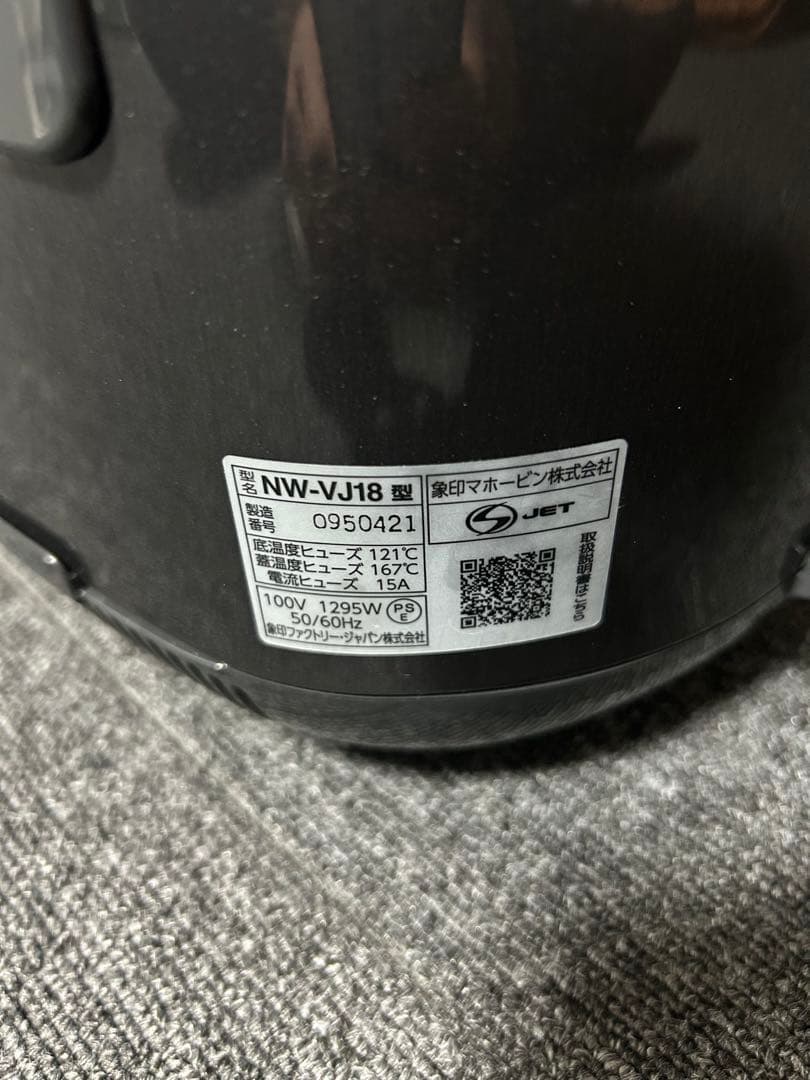 型名 NW-VJ18 型
製造番号 0950421
底温度ヒューズ 121℃
蓋温度ヒューズ 167℃
電流ヒューズ 15A
100V 1295W
50/60Hz
PSE
象印ファクトリー・ジャパン株式会社
象印マホービン株式会社
JET
取扱説明書はこちら